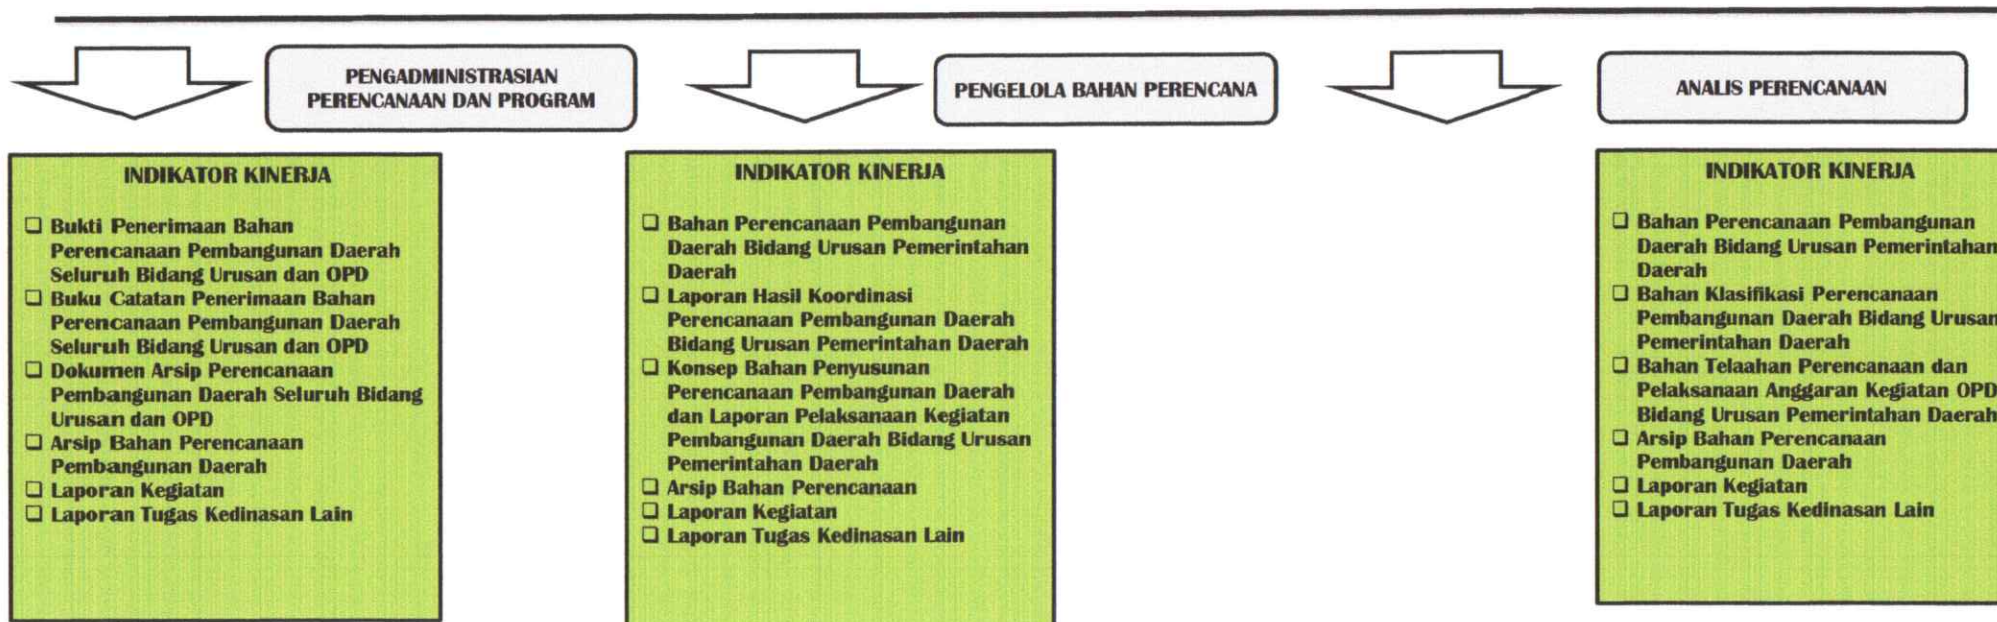 PENGADMINISTRASIAN
PERENCANAAN DAN PROGRAM
PENGELOLA BAHAN PERENCANA
ANALIS PERENCANAAN
INDIKATOR KINERJA
❑ Bukti Penerimaan Bahan
Perencanaan Pembangunan Daerah
Seluruh Bidang Urusan dan OPD
❑ Buku Catatan Penerimaan Bahan
Perencanaan Pembangunan Daerah
Seluruh Bidang Urusan dan OPD
❑ Dokumen Arsip Perencanaan
Pembangunan Daerah Seluruh Bidang
Urusan dan OPD
❑ Arsip Bahan Perencanaan
Pembangunan Daerah
❑ Laporan Kegiatan
❑ Laporan Tugas Kedinasan Lain
INDIKATOR KINERJA
❑ Bahan Perencanaan Pembangunan
Daerah Bidang Urusan Pemerintahan
Daerah
❑ Laporan Hasil Koordinasi
Perencanaan Pembangunan Daerah
Bidang Urusan Pemerintahan Daerah
❑ Konsep Bahan Penyusunan
Perencanaan Pembangunan Daerah
dan Laporan Pelaksanaan Kegiatan
Pembangunan Daerah Bidang Urusan
Pemerintahan Daerah
❑ Arsip Bahan Perencanaan
❑ Laporan Kegiatan
❑ Laporan Tugas Kedinasan Lain
INDIKATOR KINERJA
❑ Bahan Perencanaan Pembangunan
Daerah Bidang Urusan Pemerintahan
Daerah
❑ Bahan Klasifikasi Perencanaan
Pembangunan Daerah Bidang Urusan
Pemerintahan Daerah
❑ Bahan Telaahan Perencanaan dan
Pelaksanaan Anggaran Kegiatan OPD
Bidang Urusan Pemerintahan Daerah
❑ Arsip Bahan Perencanaan
Pembangunan Daerah
❑ Laporan Kegiatan
❑ Laporan Tugas Kedinasan Lain